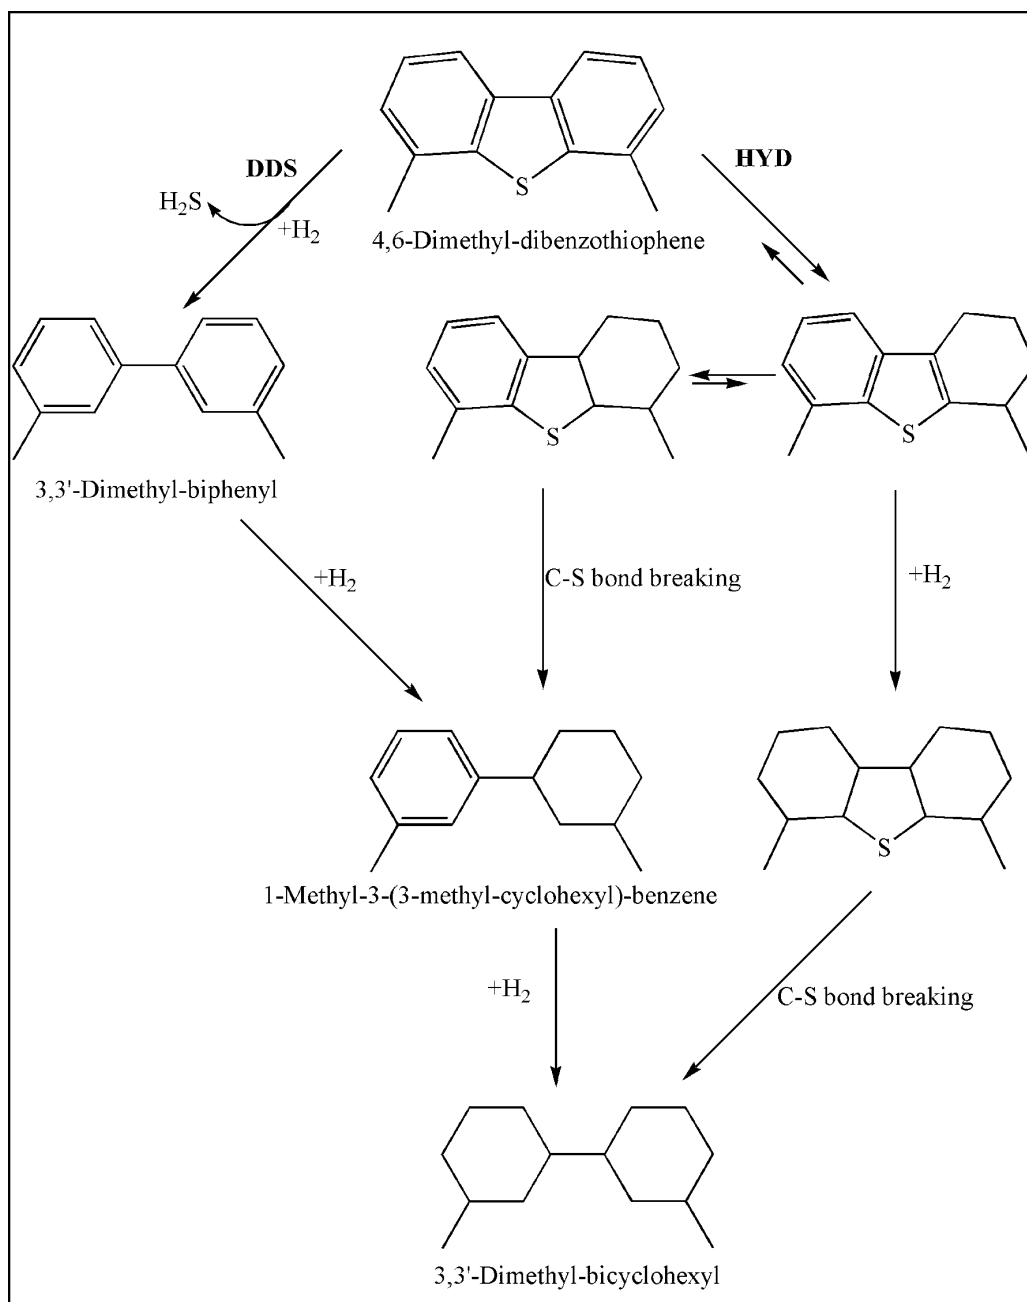 DDS
HYD
H₂S
+H₂
S
4,6-Dimethyl-dibenzothiophene
S
S
3,3'-Dimethyl-biphenyl
+H₂
C-S bond breaking
+H₂
S
1-Methyl-3-(3-methyl-cyclohexyl)-benzene
+H₂
C-S bond breaking
3,3'-Dimethyl-bicyclohexyl